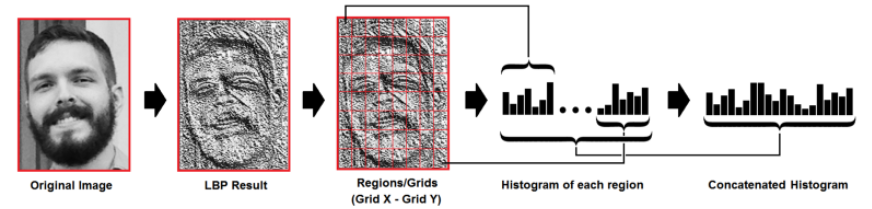 Original Image
LBP Result
Regions/Grids
(Grid X - Grid Y)
Histogram of each region
Concatenated Histogram